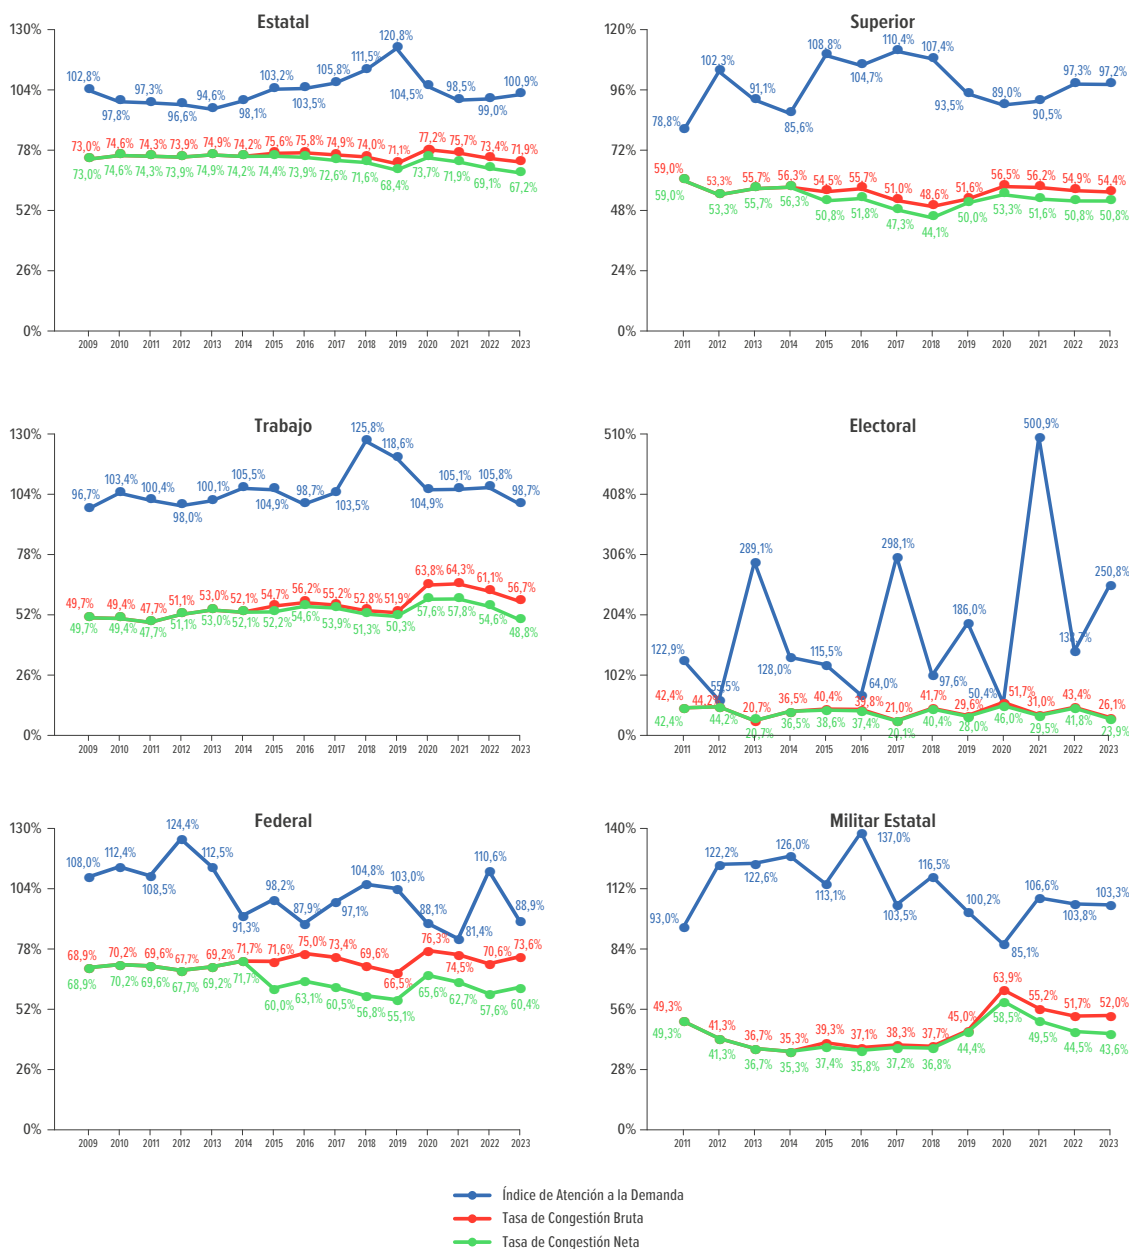 Estatal
130%
104%
78%
52%
26%
0%
102,8% 97,8% 97,3% 96,6% 94,6% 98,1% 103,2% 103,5% 105,8% 111,5% 120,8% 104,5% 98,5% 99,0% 100,9%
73,0% 74,6% 74,3% 73,9% 74,9% 74,2% 75,6% 75,8% 74,9% 74,0% 71,1% 77,2% 75,7% 73,4% 71,9%
73,0% 74,6% 74,3% 73,9% 74,9% 74,2% 74,4% 73,9% 72,6% 71,6% 68,4% 73,7% 71,9% 69,1% 67,2%
2009 2010 2011 2012 2013 2014 2015 2016 2017 2018 2019 2020 2021 2022 2023
Superior
120%
96%
72%
48%
24%
0%
78,8% 102,3% 91,1% 85,6% 108,8% 104,7% 110,4% 107,4% 93,5% 89,0% 90,5% 97,3% 97,2%
59,0% 53,3% 55,7% 56,3% 54,5% 55,7% 51,0% 48,6% 51,6% 56,5% 56,2% 54,9% 54,4%
59,0% 53,3% 55,7% 56,3% 50,8% 51,8% 47,3% 44,1% 50,0% 53,3% 51,6% 50,8% 50,8%
2011 2012 2013 2014 2015 2016 2017 2018 2019 2020 2021 2022 2023
Trabajo
130%
104%
78%
52%
26%
0%
96,7% 103,4% 100,4% 98,0% 100,1% 105,5% 104,9% 98,7% 103,5% 125,8% 118,6% 104,9% 105,1% 105,8% 98,7%
49,7% 49,4% 47,7% 51,1% 53,0% 52,1% 54,7% 56,2% 55,2% 52,8% 51,9% 63,8% 64,3% 61,1% 56,7%
49,7% 49,4% 47,7% 51,1% 53,0% 52,1% 52,2% 54,6% 53,9% 51,3% 50,3% 57,6% 57,8% 54,6% 48,8%
2009 2010 2011 2012 2013 2014 2015 2016 2017 2018 2019 2020 2021 2022 2023
Electoral
510%
408%
306%
204%
102%
0%
122,9% 55,5% 289,1% 128,0% 115,5% 64,0% 298,1% 97,6% 186,0% 50,4% 500,9% 250,8%
42,4% 44,2% 20,7% 36,5% 40,4% 39,8% 21,0% 41,7% 29,6% 51,7% 31,0% 43,4% 26,1%
42,4% 44,2% 20,7% 36,5% 38,6% 37,4% 20,1% 40,4% 28,0% 46,0% 29,5% 41,8% 23,9%
2011 2012 2013 2014 2015 2016 2017 2018 2019 2020 2021 2022 2023
Federal
130%
104%
78%
52%
26%
0%
108,0% 112,4% 108,5% 124,4% 112,5% 91,3% 98,2% 87,9% 97,1% 104,8% 103,0% 88,1% 81,4% 110,6% 88,9%
68,9% 70,2% 69,6% 67,7% 69,2% 71,7% 71,6% 75,0% 73,4% 69,6% 66,5% 76,3% 74,5% 70,6% 73,6%
68,9% 70,2% 69,6% 67,7% 69,2% 71,7% 60,0% 63,1% 60,5% 56,8% 55,1% 65,6% 62,7% 57,6% 60,4%
2009 2010 2011 2012 2013 2014 2015 2016 2017 2018 2019 2020 2021 2022 2023
Militar Estatal
140%
112%
84%
56%
28%
0%
93,0% 122,2% 122,6% 126,0% 113,1% 137,0% 103,5% 116,5% 100,2% 85,1% 106,6% 103,8% 103,3%
49,3% 41,3% 36,7% 35,3% 39,3% 37,1% 38,3% 37,7% 45,0% 63,9% 55,2% 51,7% 52,0%
49,3% 41,3% 36,7% 35,3% 37,4% 35,8% 37,2% 36,8% 44,4% 58,5% 49,5% 44,5% 43,6%
2011 2012 2013 2014 2015 2016 2017 2018 2019 2020 2021 2022 2023
Índice de Atención a la Demanda
Tasa de Congestión Bruta
Tasa de Congestión Neta